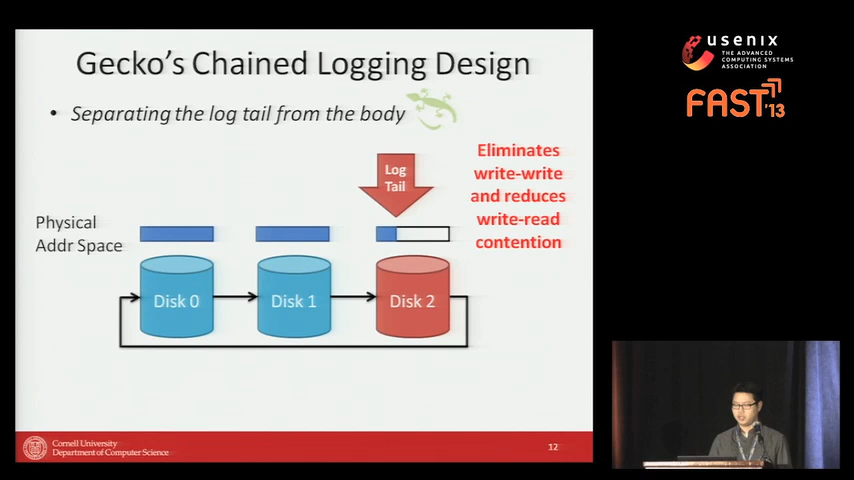 Gecko's Chained Logging Design
• Separating the log tail from the body
Eliminates
write-write
and reduces
write-read
contention
Log
Tail
Physical
Addr Space
Disk 0
Disk 1
Disk 2
Cornell University
Department of Computer Science
12
usenix
THE ADVANCED
COMPUTING SYSTEMS
ASSOCIATION
FAST'13